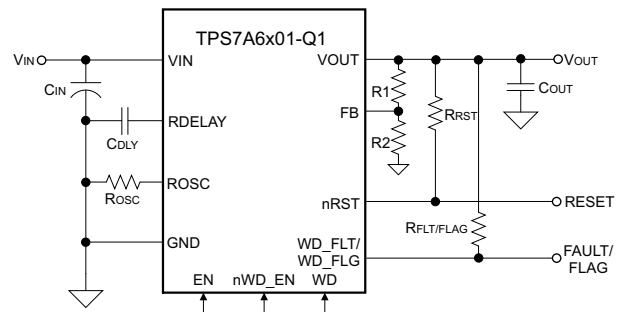 TPS7A6x01-Q1
VIN
VIN
VOUT
VOUT
CIN
R1
COUT
FB
RRST
CDLY
RDELAY
R2
ROSC
ROSC
nRST
RESET
RFLT/FLAG
GND
WD_FLT/
WD_FLG
FAULT/
FLAG
EN
nWD_EN
WD